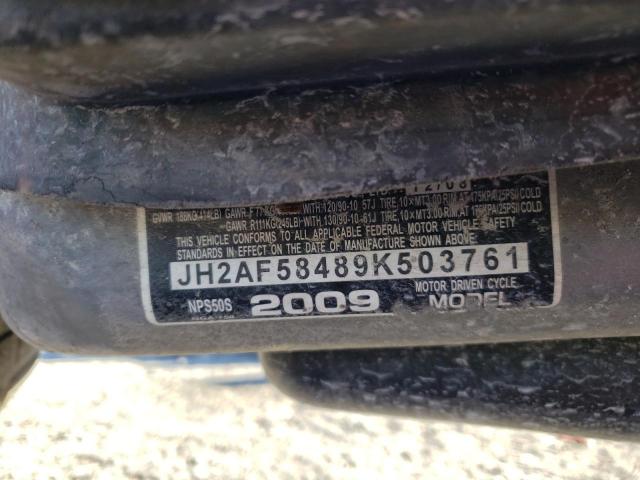 12/08
GVWR 188KG(414LB) GAWR F WITH 120/90-10 57J TIRE 10×MT3.00 RIM,AT 175KPA(25PSI)COLD
GAWR R111KG(245LB) WITH 130/90-10 61J TIRE 10×MT3.00 RIM,AT COLD
THIS VEHICLE CONFORMS TO ALL APPLICABLE FEDERAL MOTOR VEHICLE SAFETY
STANDARDS IN EFFECT ON THE DATE OF MANUFACTURE SHOWN ABOVE.
JH2AF58489K503761
NPS50S 2009 MOTOR DRIVEN CYCLE
MODEL